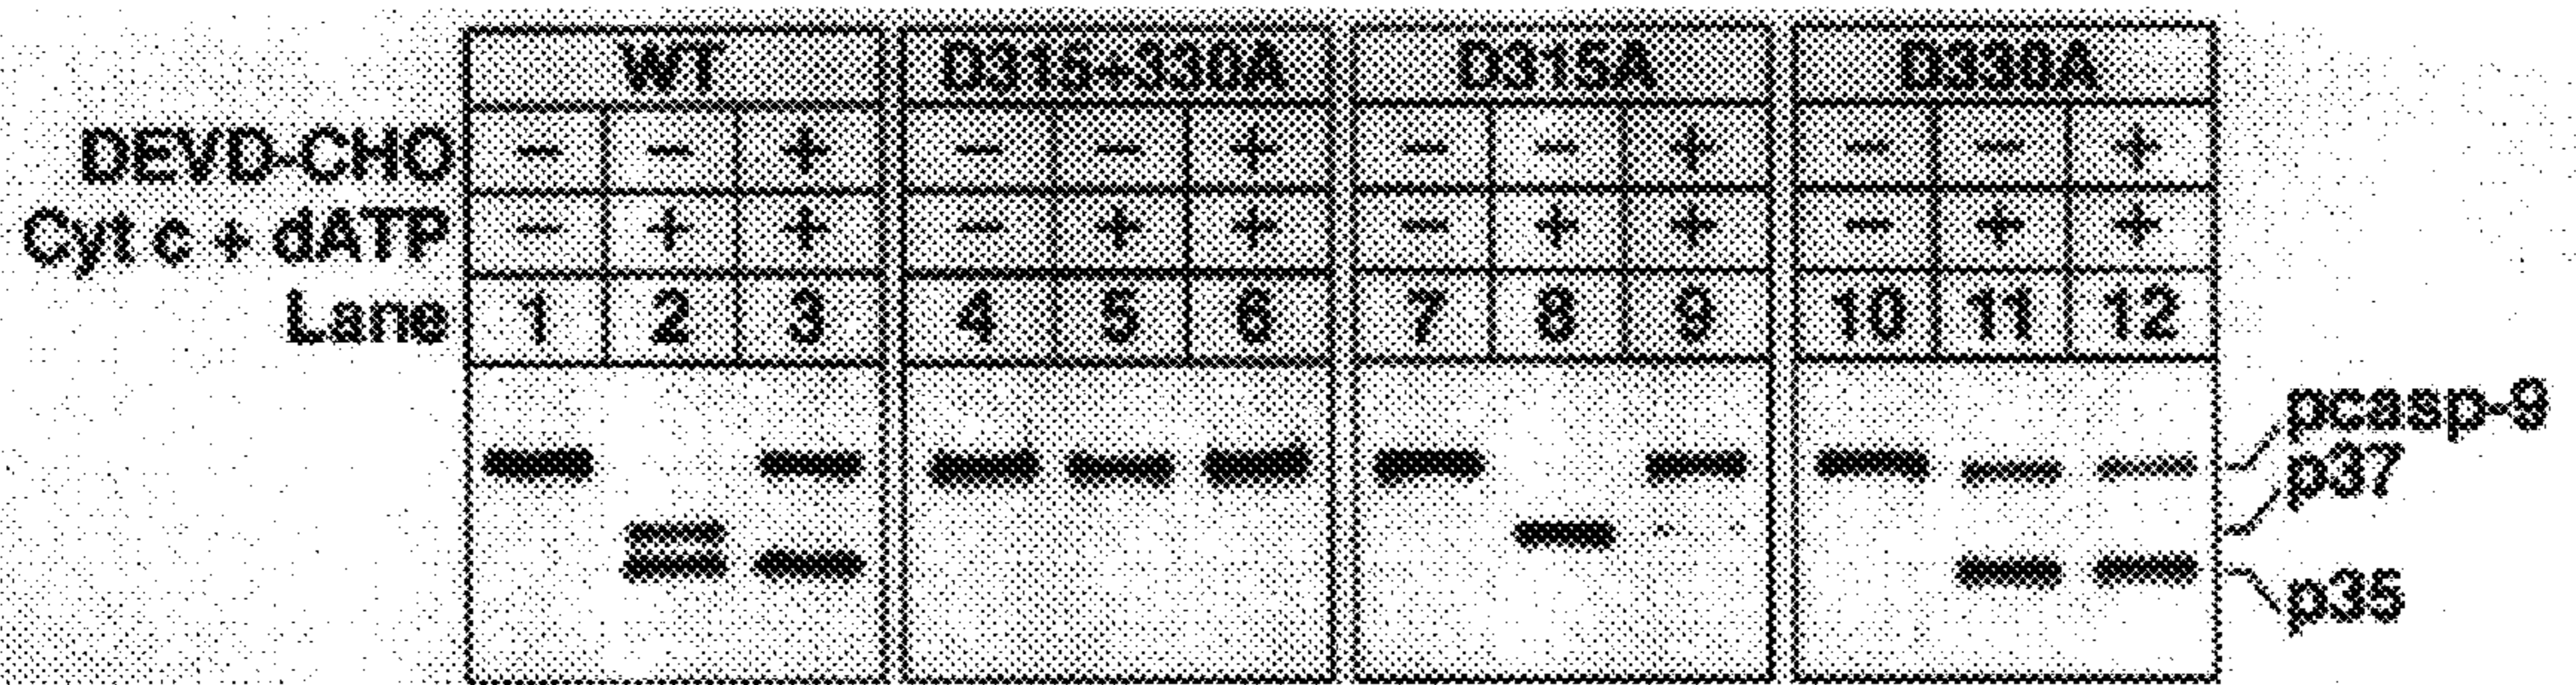 WT D315+330A D315A D330A
DEVD-CHO − − + − − + − − + − − +
Cyt c + dATP − + + − + + − + + − + +
Lane 1 2 3 4 5 6 7 8 9 10 11 12
pcasp-9
p37
p35